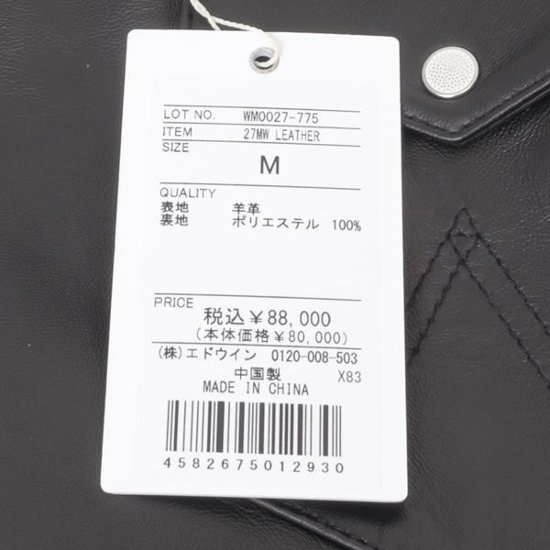 LOT NO. WMO027-775
ITEM 27MW LEATHER
SIZE
M
QUALITY
表地 羊革
裏地 ポリエステル 100%
PRICE
税込￥88,000
(本体価格￥80,000)
(株)エドウイン 0120-008-503
中国製 X83
MADE IN CHINA
4582675012930